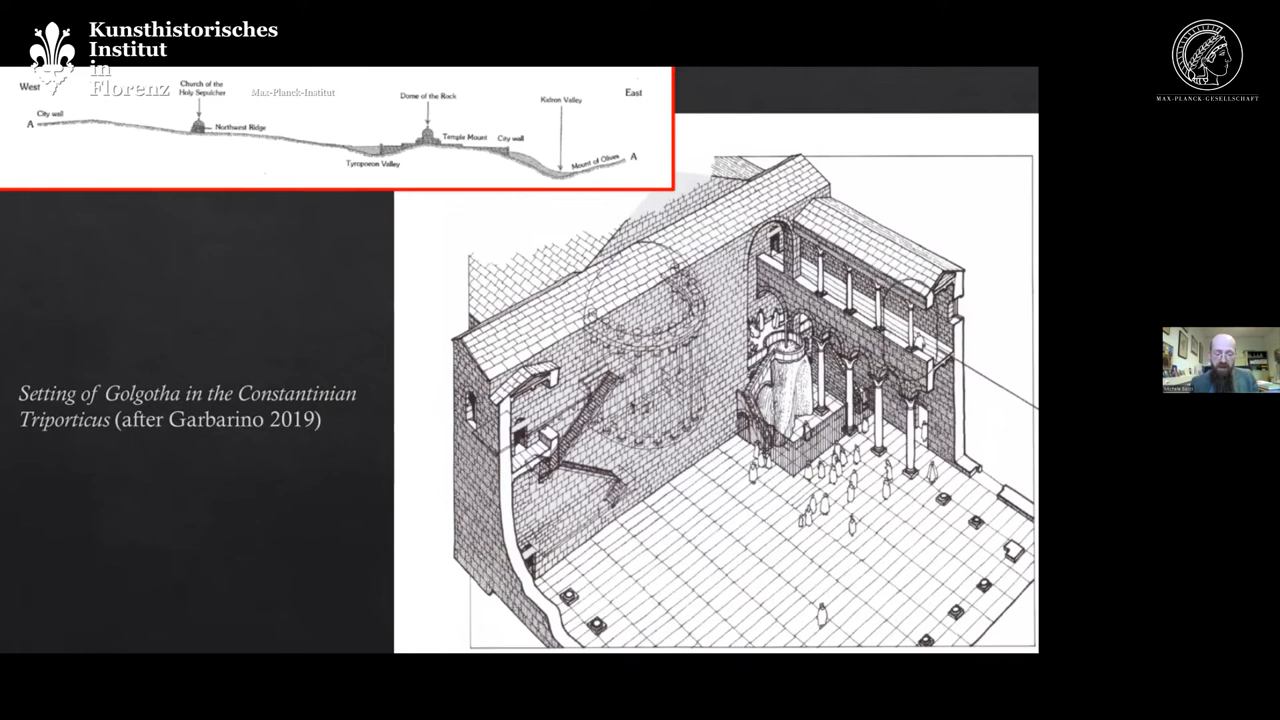 Kunsthistorisches
Institut
in
Florenz
Max-Planck-Institut
MAX-PLANCK-GESELLSCHAFT
West
Church of the
Holy Sepulcher
Dome of the Rock
Kidron Valley
East
City wall
A
Northwest Ridge
Temple Mount
City wall
Tyropoeon Valley
Mount of Olives
A
Setting of Golgotha in the Constantinian
Triporticus (after Garbarino 2019)
Michele Bacci